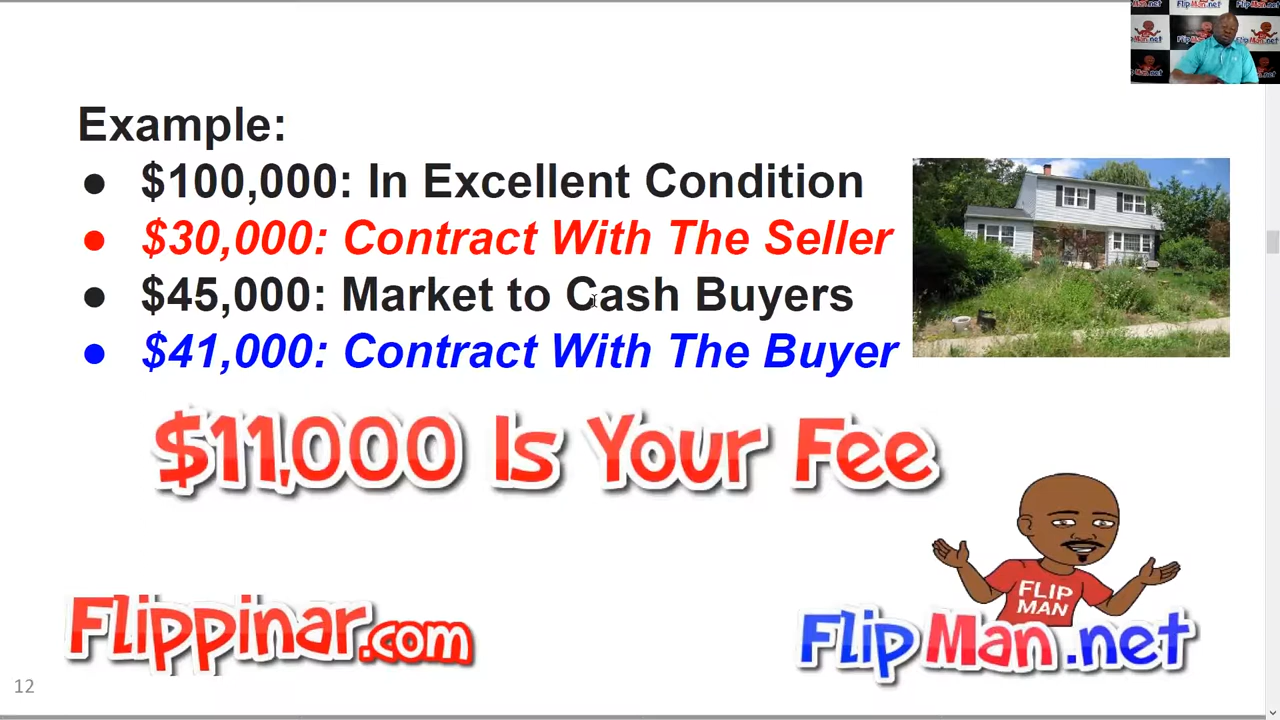 Example:
● $100,000: In Excellent Condition
● $30,000: Contract With The Seller
● $45,000: Market to Cash Buyers
● $41,000: Contract With The Buyer
$11,000 Is Your Fee
FLIP
MAN
Flippinar.com
FlipMan.net
12